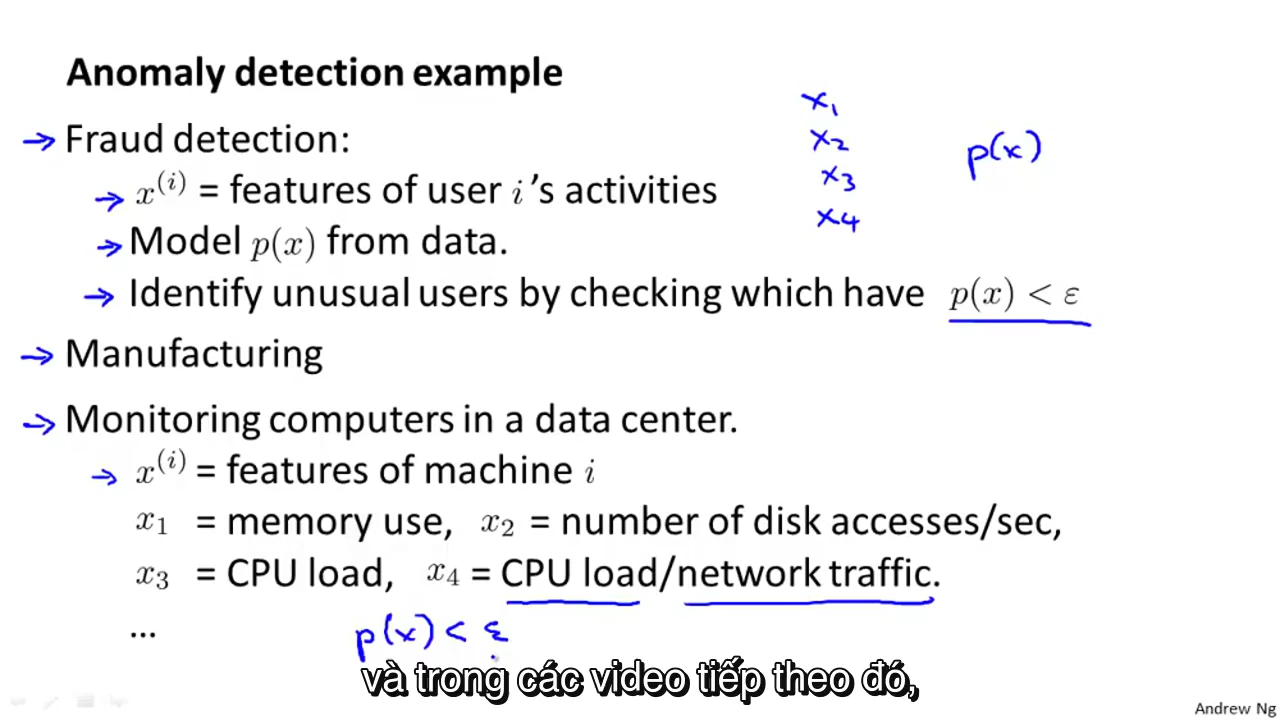 Anomaly detection example
x₁
→ Fraud detection:
x₂
p(x)
→ x⁽ⁱ⁾ = features of user i 's activities
x₃
→ Model p(x) from data.
x₄
→ Identify unusual users by checking which have p(x) < ε
→ Manufacturing
→ Monitoring computers in a data center.
→ x⁽ⁱ⁾ = features of machine i
x₁ = memory use, x₂ = number of disk accesses/sec,
x₃ = CPU load, x₄ = CPU load/network traffic.
...
p(x) < ε
và trong các video tiếp theo đó,
Andrew Ng